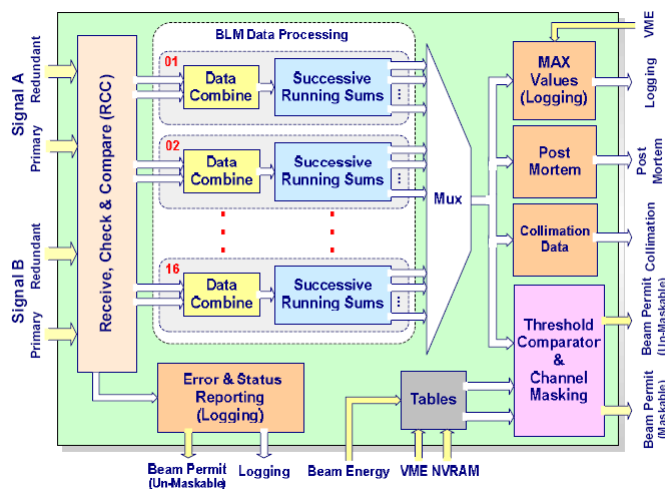 BLM Data Processing
VME
Signal A
Redundant
Primary
Signal B
Redundant
Primary
Receive, Check & Compare (RCC)
01
Data
Combine
Successive
Running Sums
...
02
Data
Combine
Successive
Running Sums
...
16
Data
Combine
Successive
Running Sums
...
Mux
MAX
Values
(Logging)
Logging
Post
Mortem
Post
Mortem
Collimation
Data
Collimation
Threshold
Comparator
&
Channel
Masking
Beam Permit
(Un-Maskable)
Beam Permit
(Maskable)
Error & Status
Reporting
(Logging)
Tables
Beam Permit
(Un-Maskable)
Logging
Beam Energy
VME NVRAM